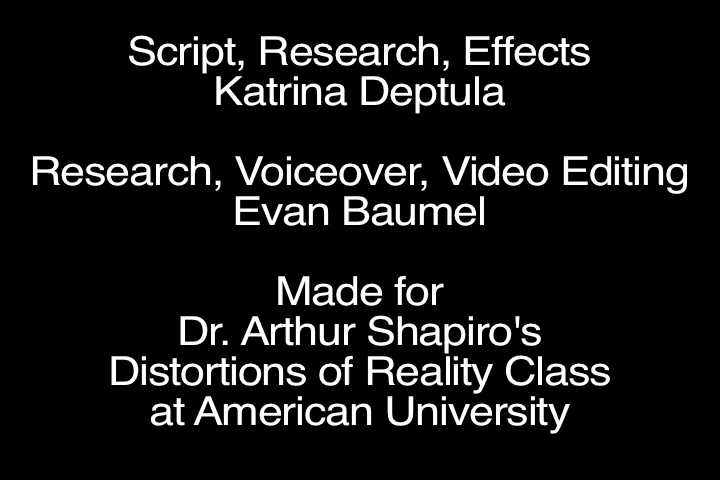 Script, Research, Effects
Katrina Deptula
Research, Voiceover, Video Editing
Evan Baumel
Made for
Dr. Arthur Shapiro's
Distortions of Reality Class
at American University